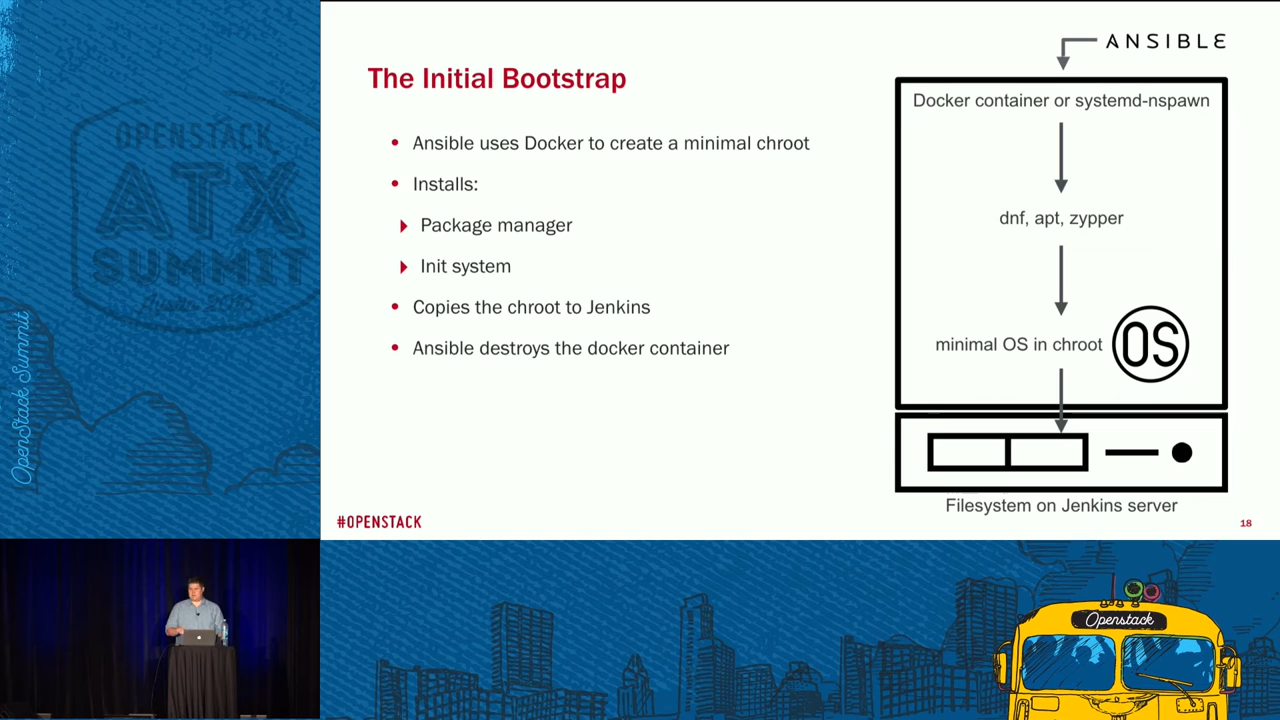 OPENSTACK
ATX
SUMMIT
Austin 2016
OpenStack Summit
The Initial Bootstrap
• Ansible uses Docker to create a minimal chroot
• Installs:
Package manager
Init system
• Copies the chroot to Jenkins
• Ansible destroys the docker container
ANSIBLE
Docker container or systemd-nspawn
dnf, apt, zypper
minimal OS in chroot
OS
Filesystem on Jenkins server
#OPENSTACK
18
Openstack